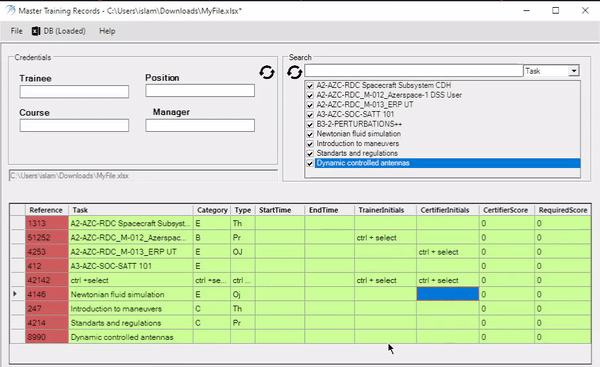 Master Training Records - C:\Users\islam\Downloads\MyFile.xlsx*
File DB (Loaded) Help
Credentials
Trainee Position
Course Manager
Search
Task
A2-AZC-RDC Spacecraft Subsystem CDH
A2-AZC-RDC_M-012_Azerspace-1 DSS User
A2-AZC-RDC_M-013_ERP UT
A3-AZC-SOC-SATT 101
B3-2-PERTURBATIONS++
Newtonian fluid simulation
Introduction to maneuvers
Standarts and regulations
Dynamic controlled antennas
C:\Users\islam\Downloads\MyFile.xlsx
Reference Task Category Type StartTime EndTime TrainerInitials CertifierInitials CertifierScore RequiredScore
1313 A2-AZC-RDC Spacecraft Subsyst... E Th 0 0
51252 A2-AZC-RDC_M-012_Azerspac... B Pr ctrl + select 0 0
4253 A2-AZC-RDC_M-013_ERP UT E OJ ctrl + select 0 0
412 A3-AZC-SOC-SATT 101 E 0 0
42142 ctrl +select ctrl +se... ctrl ... ctrl + select ctrl + select 0 0
4146 Newtonian fluid simulation E Oj 0 0
247 Introduction to maneuvers C Th 0 0
4214 Standarts and regulations C Pr 0 0
8990 Dynamic controlled antennas 0 0